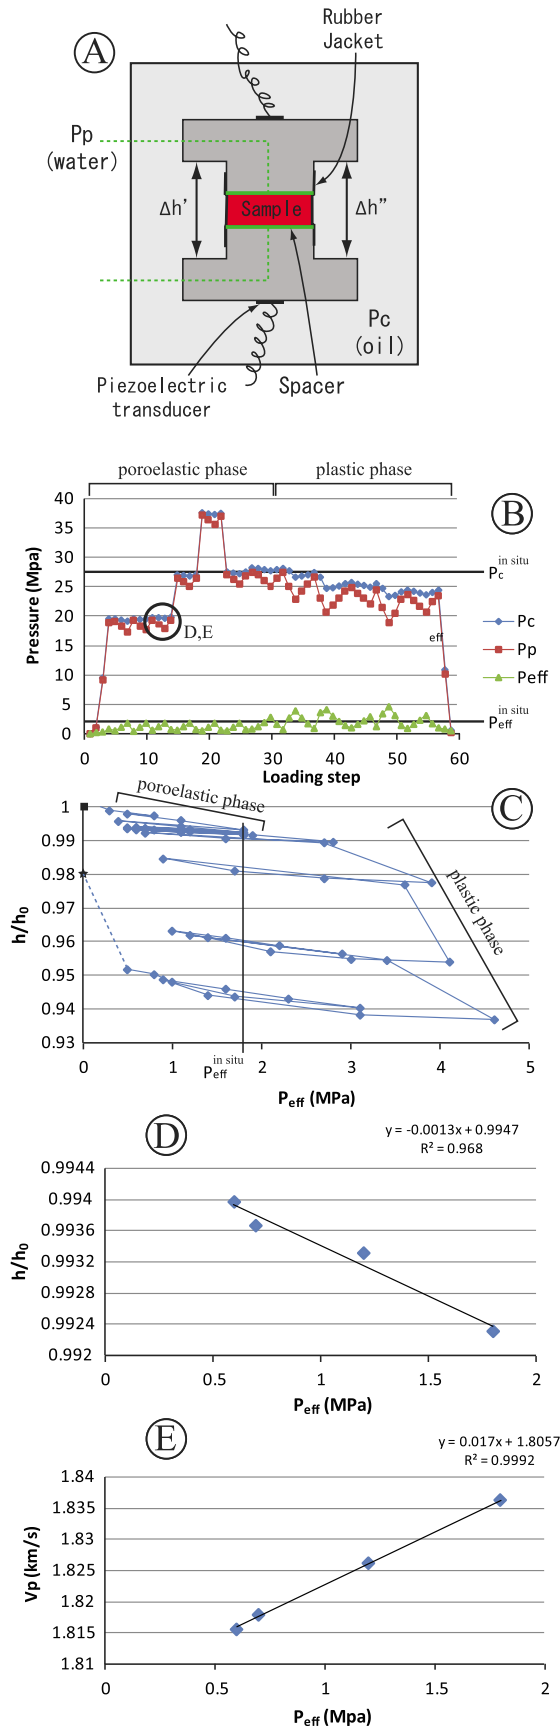 A
Rubber
Jacket
Pp
(water)
Δh'
Sample
Δh"
Pc
(oil)
Piezoelectric
transducer
Spacer
poroelastic phase
plastic phase
B
Pressure (Mpa)
40
35
30
25
20
15
10
5
0
D,E
eff
Pc in situ
Pc
Pp
Peff
Peff in situ
0 10 20 30 40 50 60
Loading step
C
poroelastic phase
plastic phase
h/h0
1
0.99
0.98
0.97
0.96
0.95
0.94
0.93
0 1 2 3 4 5
Peff in situ
Peff (MPa)
D
y = -0.0013x + 0.9947
R² = 0.968
h/h0
0.9944
0.994
0.9936
0.9932
0.9928
0.9924
0.992
0 0.5 1 1.5 2
Peff (MPa)
E
y = 0.017x + 1.8057
R² = 0.9992
Vp (km/s)
1.84
1.835
1.83
1.825
1.82
1.815
1.81
0 0.5 1 1.5 2
Peff (MPa)